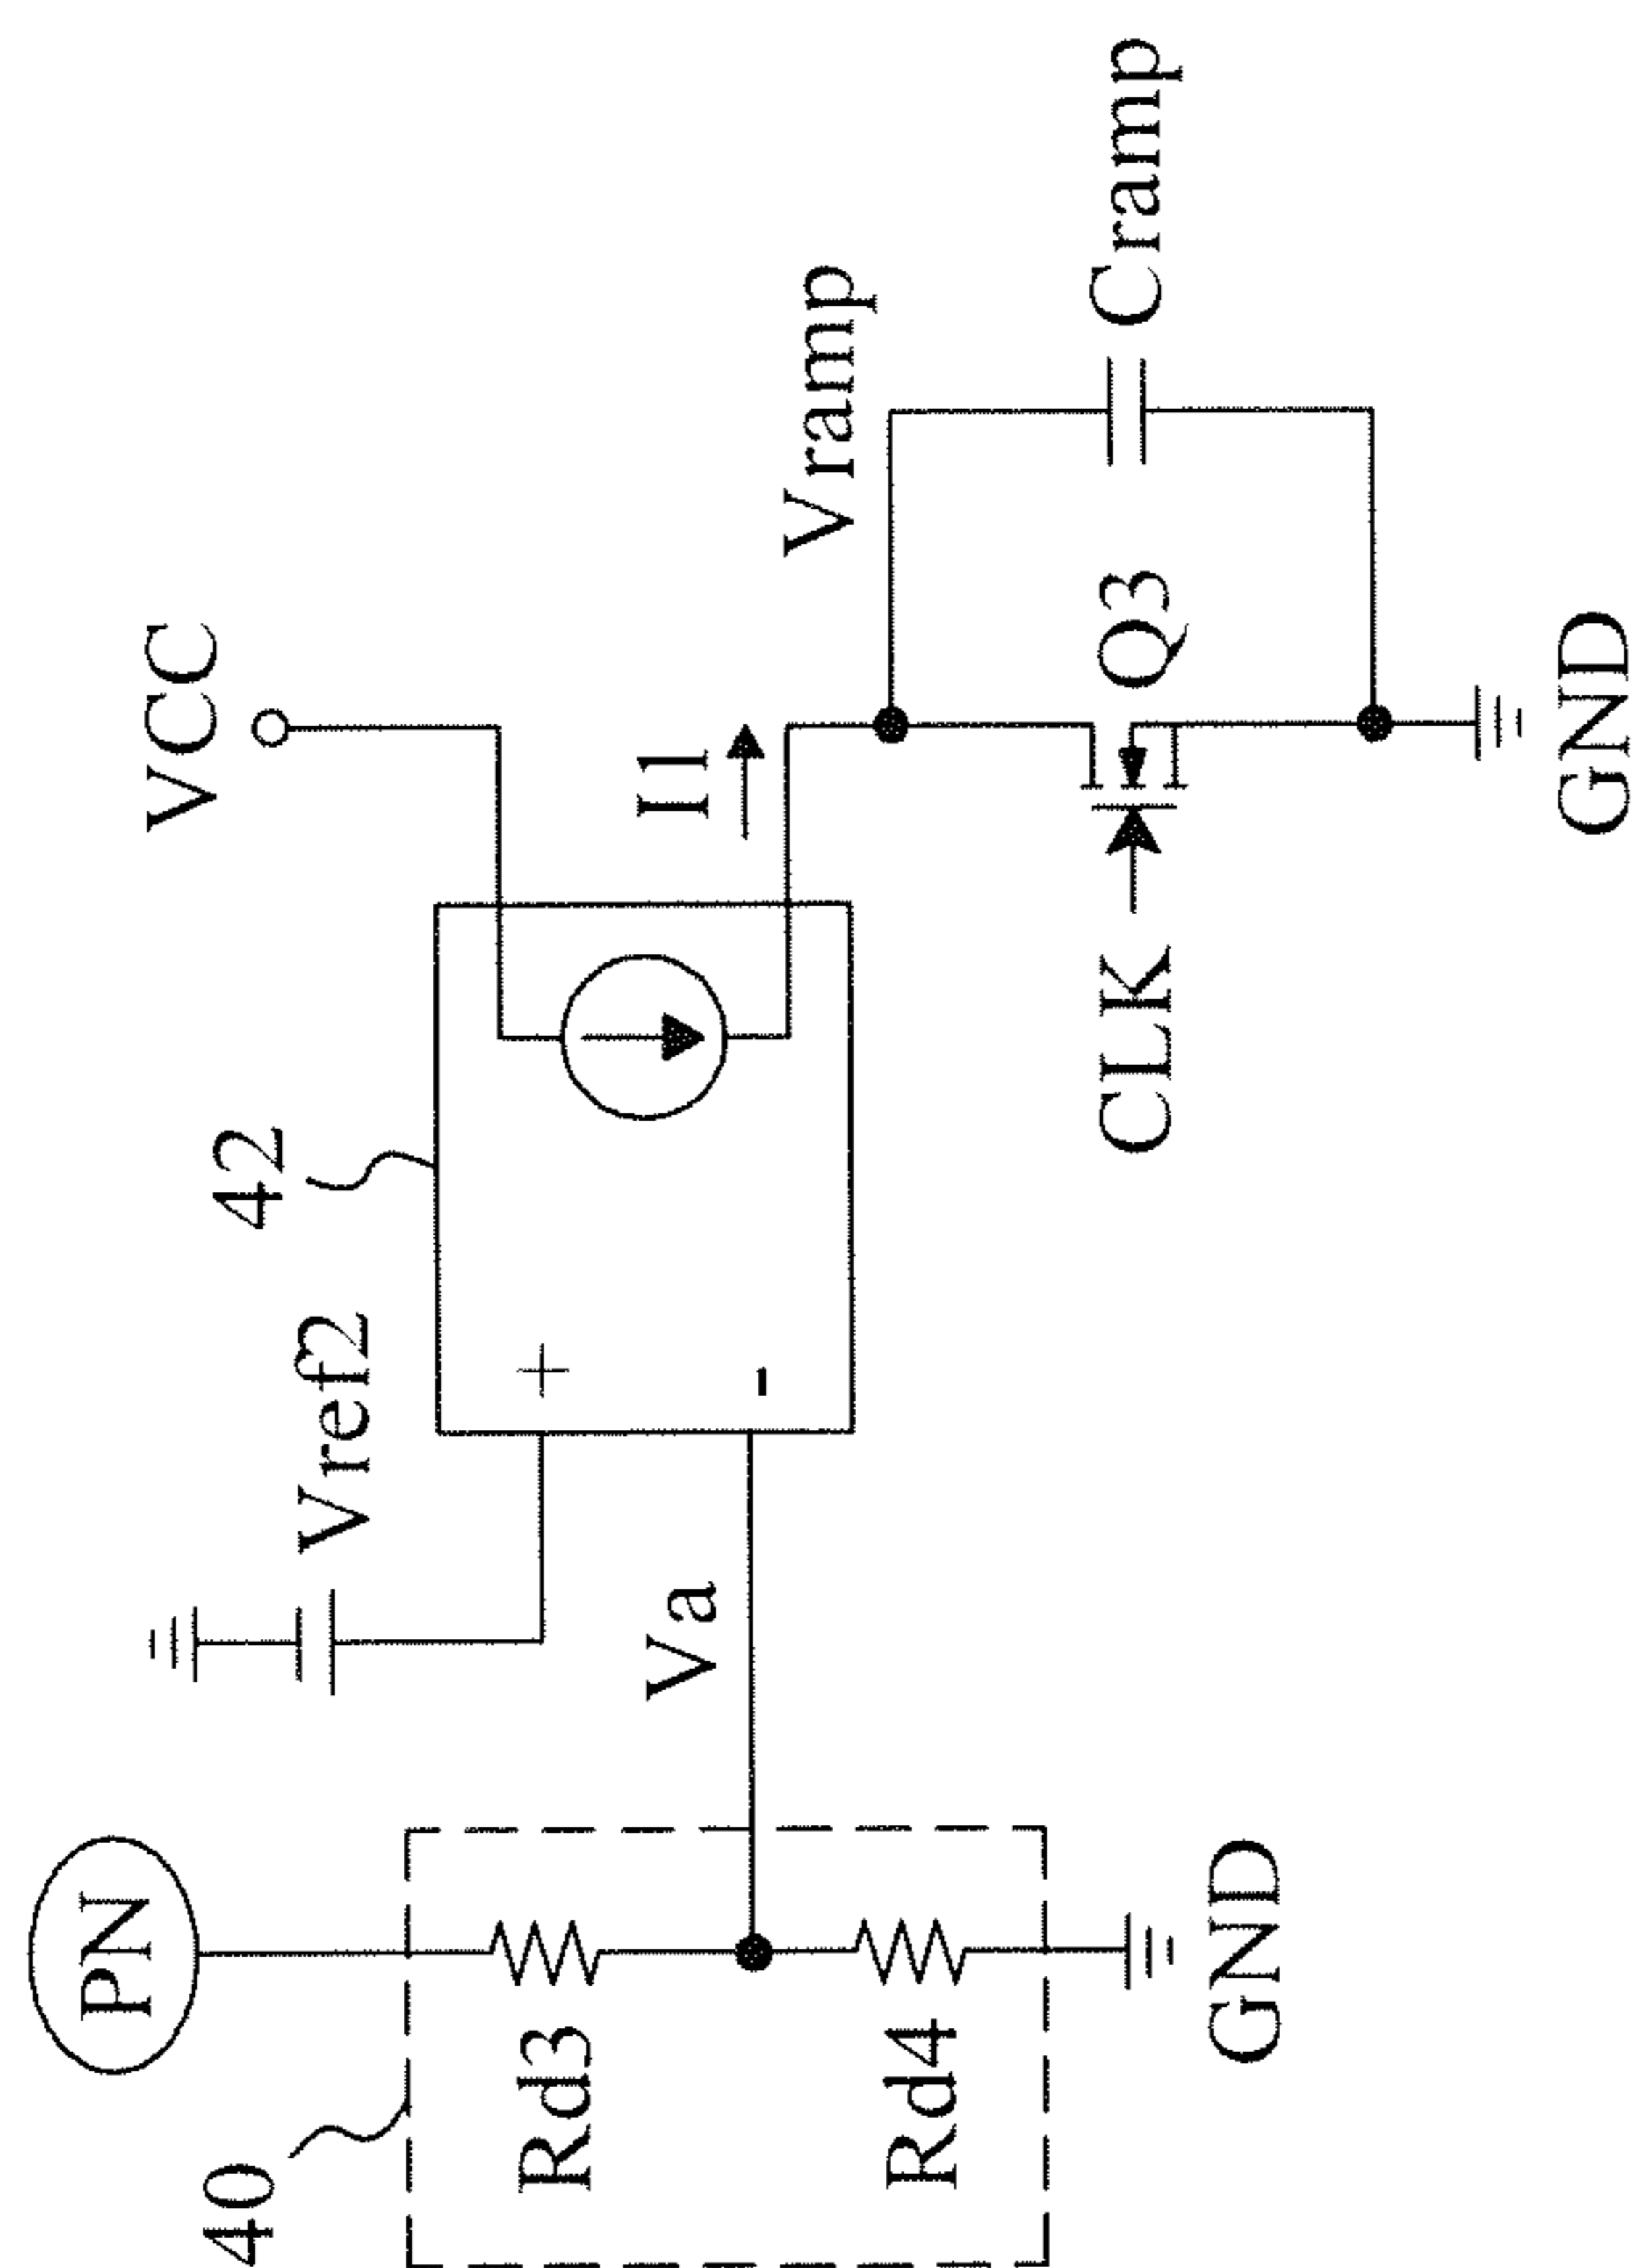 PN
40
Rd3
Rd4
GND
Va
Vref2
+
-
42
VCC
I1
Vramp
CLK
Q3
Cramp
GND